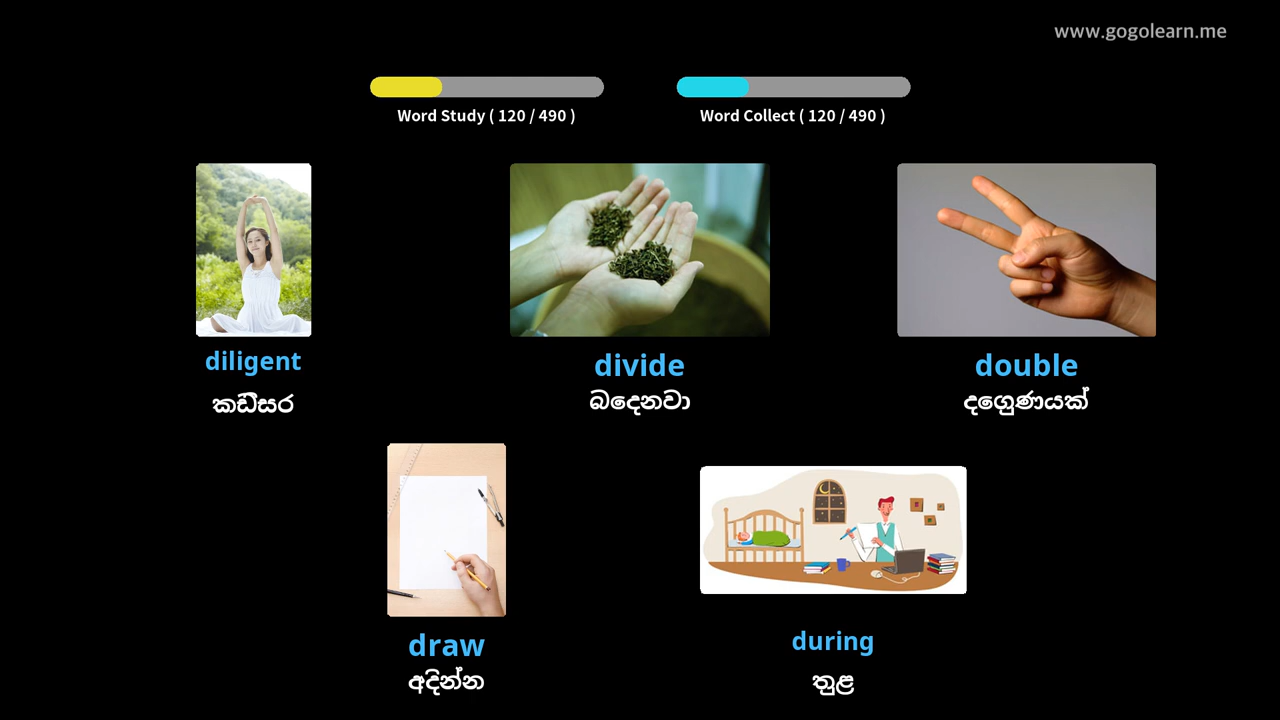 www.gogolearn.me
Word Study ( 120 / 490 )
Word Collect ( 120 / 490 )
diligent
කඩිසර
divide
බෙදෙනවා
double
දෙගුණයක්
draw
අඳින්න
during
තුළ